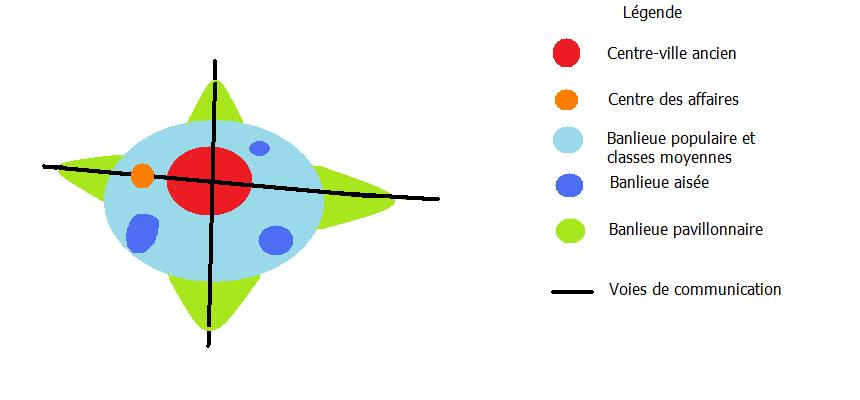 Légende
Centre-ville ancien
Centre des affaires
Banlieue populaire et
classes moyennes
Banlieue aisée
Banlieue pavillonnaire
Voies de communication